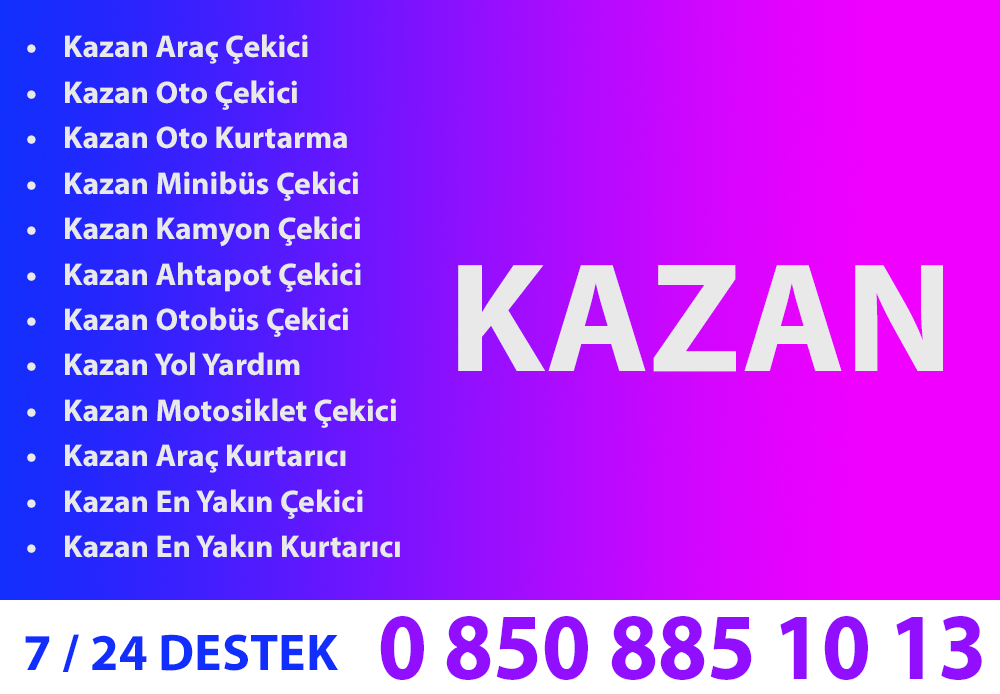 • Kazan Araç Çekici
• Kazan Oto Çekici
• Kazan Oto Kurtarma
• Kazan Minibüs Çekici
• Kazan Kamyon Çekici
• Kazan Ahtapot Çekici
• Kazan Otobüs Çekici
• Kazan Yol Yardım
• Kazan Motosiklet Çekici
• Kazan Araç Kurtarıcı
• Kazan En Yakın Çekici
• Kazan En Yakın Kurtarıcı
KAZAN
7 / 24 DESTEK 0 850 885 10 13